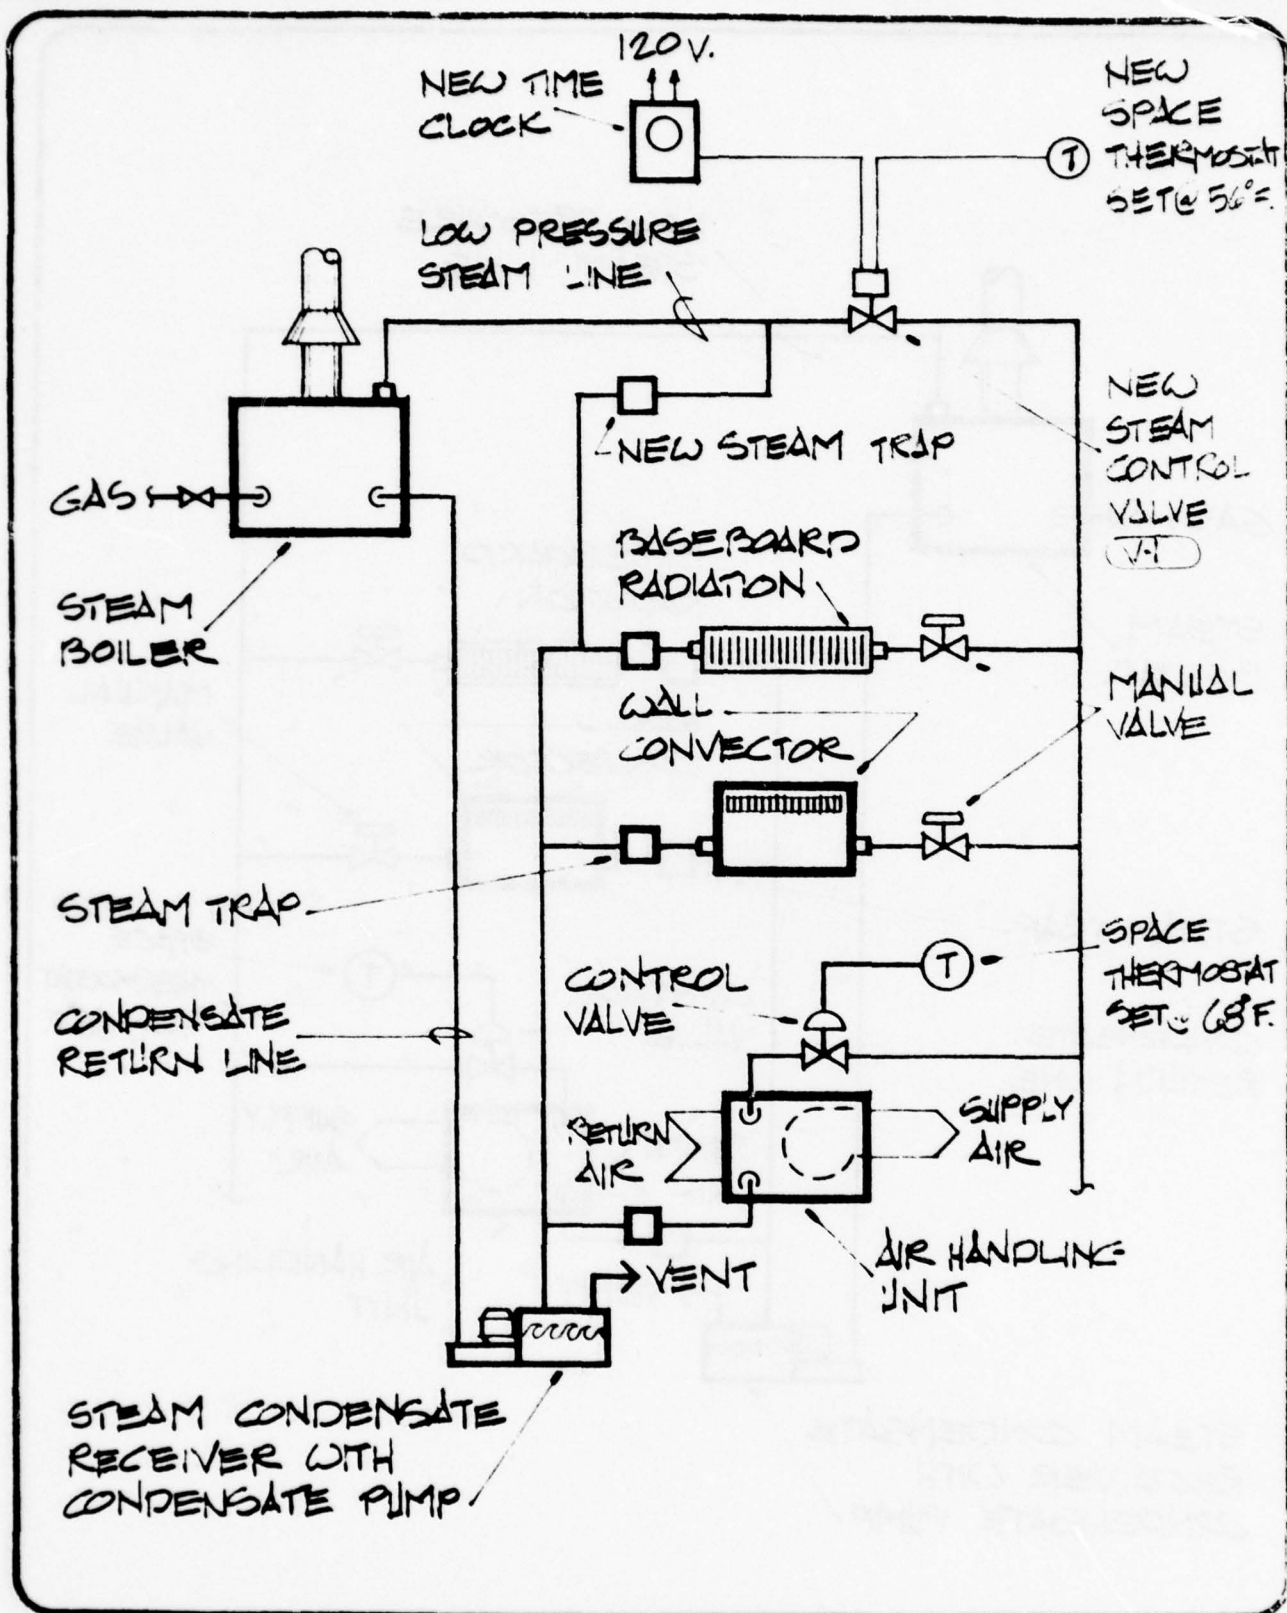 120 V.
NEW TIME
CLOCK
NEW
SPACE
THERMOSTAT
SET@ 56°F.
T
LOW PRESSURE
STEAM LINE
NEW STEAM TRAP
NEW
STEAM
CONTROL
VALVE
V-1
GAS
STEAM
BOILER
BASEBOARD
RADIATION
WALL
CONVECTOR
MANUAL
VALVE
STEAM TRAP
CONTROL
VALVE
T
SPACE
THERMOSTAT
SET@ 68°F.
CONDENSATE
RETURN LINE
RETURN
AIR
SUPPLY
AIR
VENT
AIR HANDLING
UNIT
STEAM CONDENSATE
RECEIVER WITH
CONDENSATE PUMP